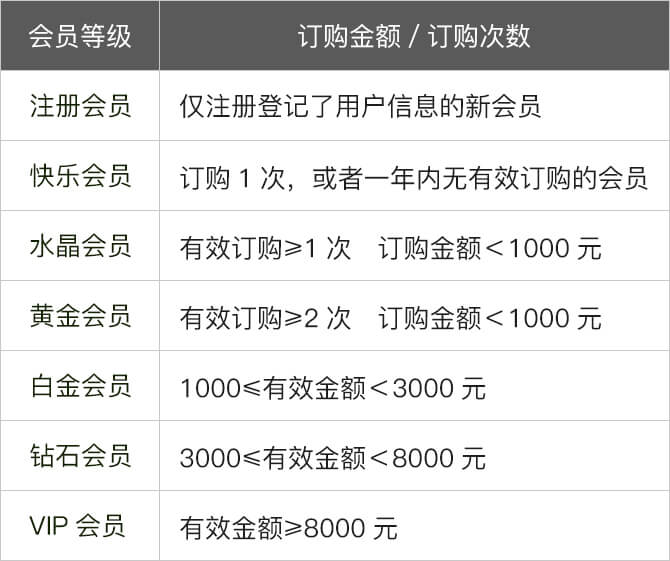 会员等级 订购金额 / 订购次数
注册会员 仅注册登记了用户信息的新会员
快乐会员 订购 1 次，或者一年内无有效订购的会员
水晶会员 有效订购≥1 次 订购金额＜1000 元
黄金会员 有效订购≥2 次 订购金额＜1000 元
白金会员 1000≤有效金额＜3000 元
钻石会员 3000≤有效金额＜8000 元
VIP 会员 有效金额≥8000 元